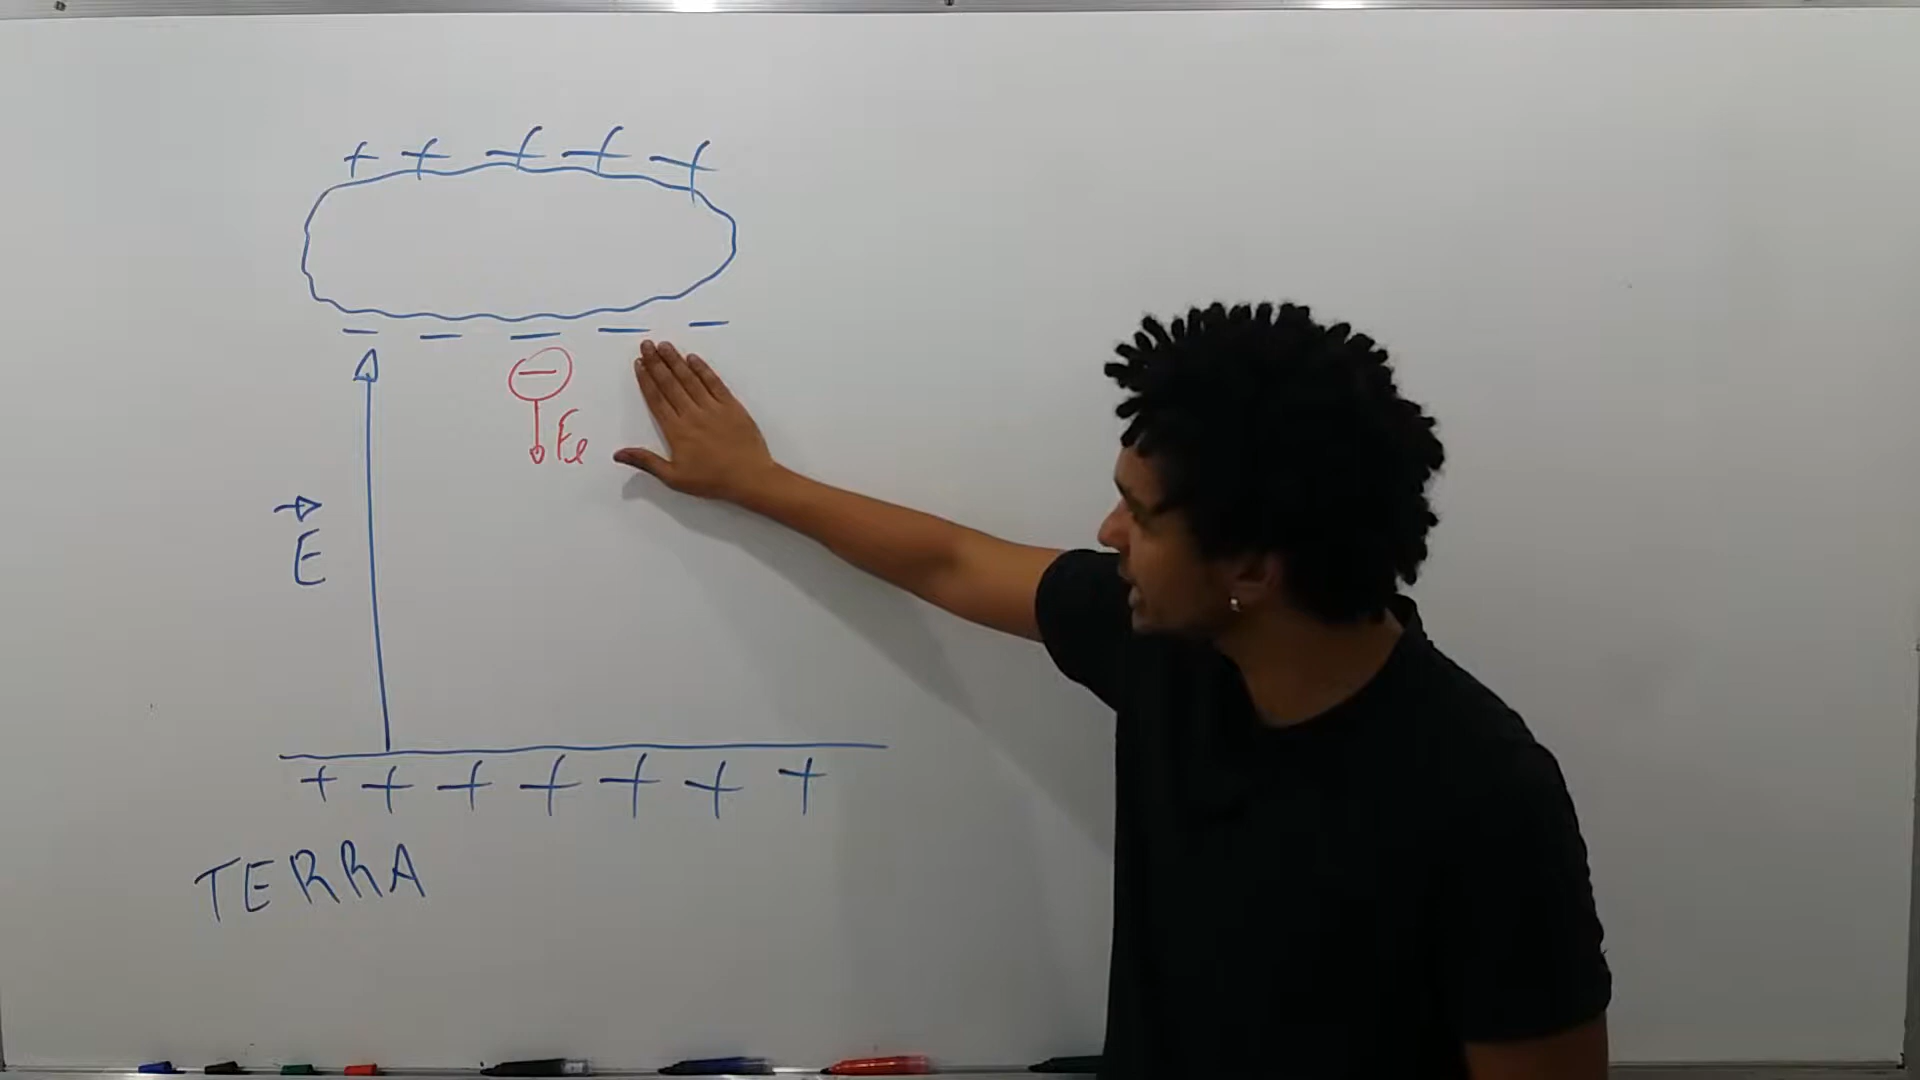 + + + + +
- - - - -
-
Fe
E
+ + + + + + +
TERRA